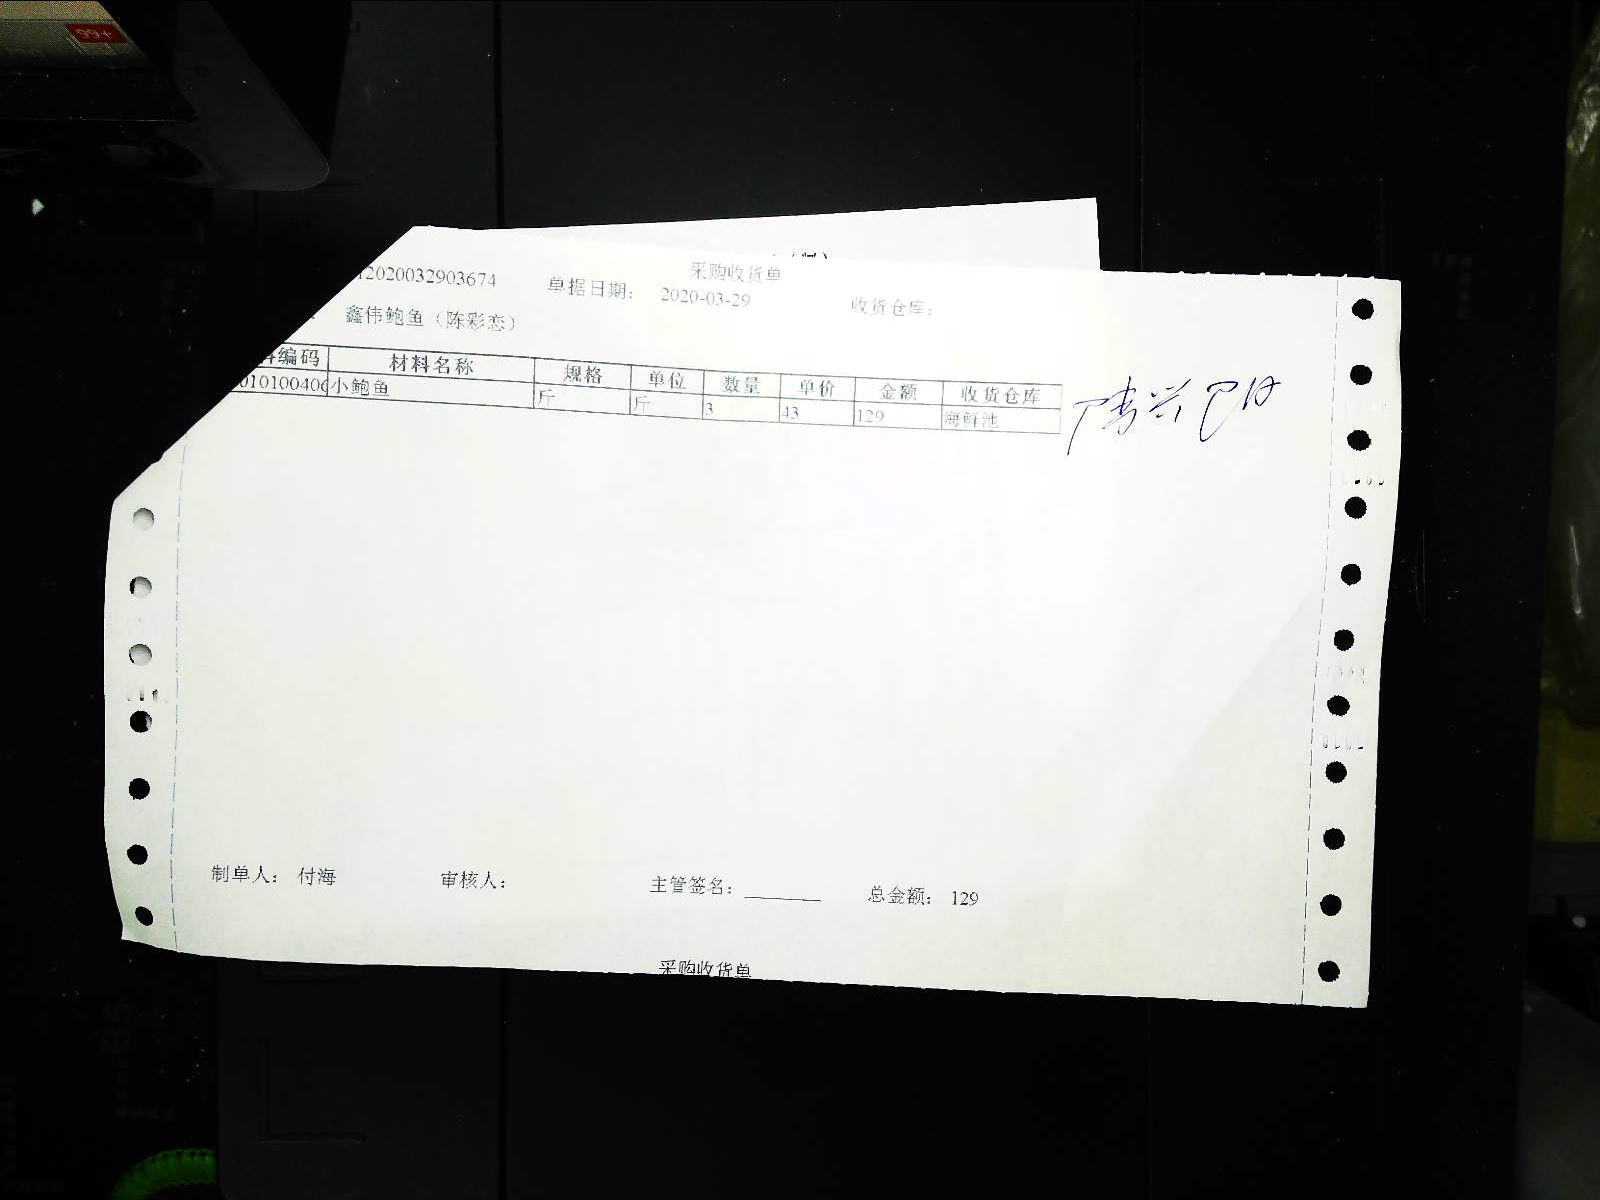 99+
采购收货单
2020032903674 单据日期： 2020-03-29 收货仓库：
鑫伟鲍鱼（陈彩恋）
编码 材料名称 规格 单位 数量 单价 金额 收货仓库
010100406 小鲍鱼 斤 斤 3 43 129 海鲜池
制单人： 付海 审核人： 主管签名： 总金额： 129
采购收货单